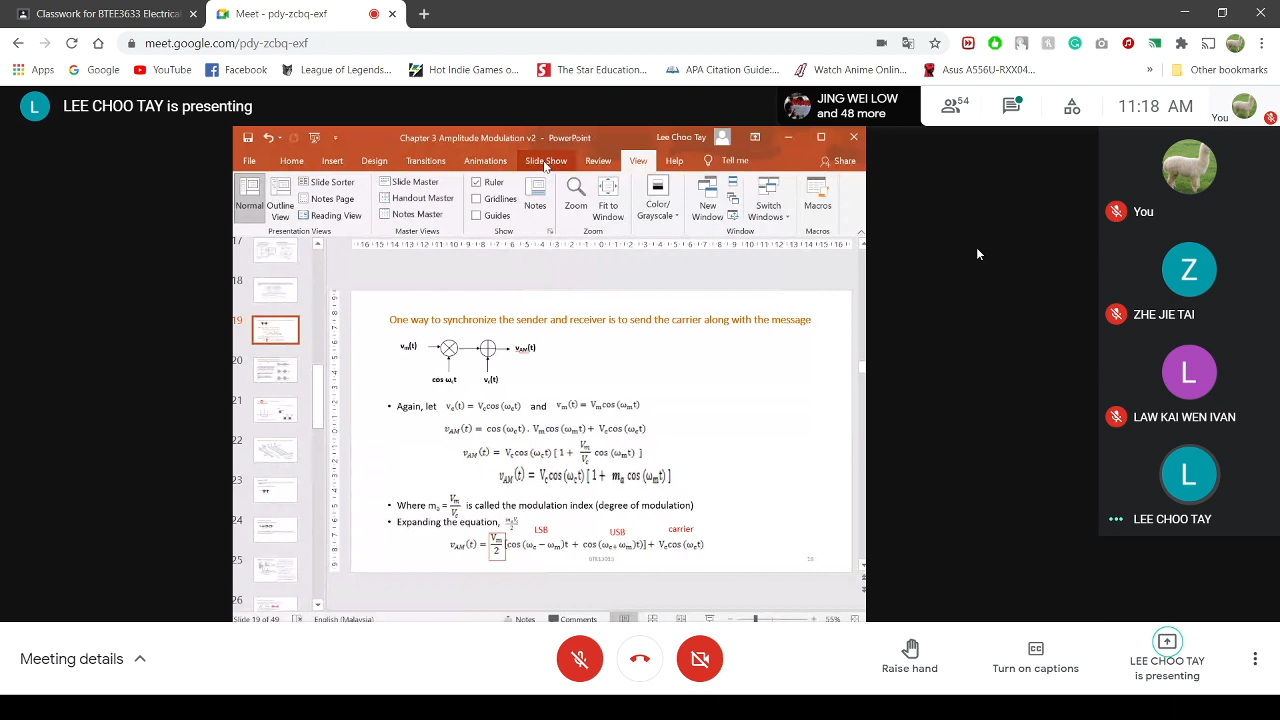 Classwork for BTEE3633 Electrical
Meet - pdy-zcbq-exf
meet.google.com/pdy-zcbq-exf
Apps Google YouTube Facebook League of Legends... Hot Indie Games o... The Star Education... APA Citation Guide:... Watch Anime Onlin... Asus A556U-RXX04... » Other bookmarks
L LEE CHOO TAY is presenting
JING WEI LOW
and 48 more
54
11:18 AM
You
Chapter 3 Amplitude Modulation v2 - PowerPoint Lee Choo Tay
File Home Insert Design Transitions Animations Slide Show Review View Help Tell me Share
Normal Outline View Slide Sorter Notes Page Reading View
Slide Master Handout Master Notes Master
Ruler Gridlines Guides Notes
Zoom Fit to Window Color/ Grayscale
New Window Switch Windows Macros
Presentation Views Master Views Show Zoom Window Macros
17
18
19
20
21
22
23
24
25
26
One way to synchronize the sender and receiver is to send the carrier along with the message
vm(t) vAM(t)
cos ωct vc(t)
• Again, let vc(t) = Vccos(ωct) and vm(t) = Vmcos(ωmt)
vAM(t) = cos(ωct) . Vmcos(ωmt) + Vccos(ωct)
vAM(t) = Vccos(ωct) [ 1 + Vm/Vc cos(ωmt) ]
vAM(t) = Vccos(ωct) [ 1 + ma cos(ωmt) ]
• Where ma = Vm/Vc is called the modulation index (degree of modulation)
• Expanding the equation,
LSB USB carrier
vAM(t) = Vm/2 [cos(ωc − ωm)t + cos(ωc+ωm)t)] + Vccos(ωct)
Slide 19 of 49 English (Malaysia) Notes Comments 55%
You
Z
ZHE JIE TAI
L
LAW KAI WEN IVAN
L
LEE CHOO TAY
Meeting details
Raise hand
Turn on captions
LEE CHOO TAY
is presenting